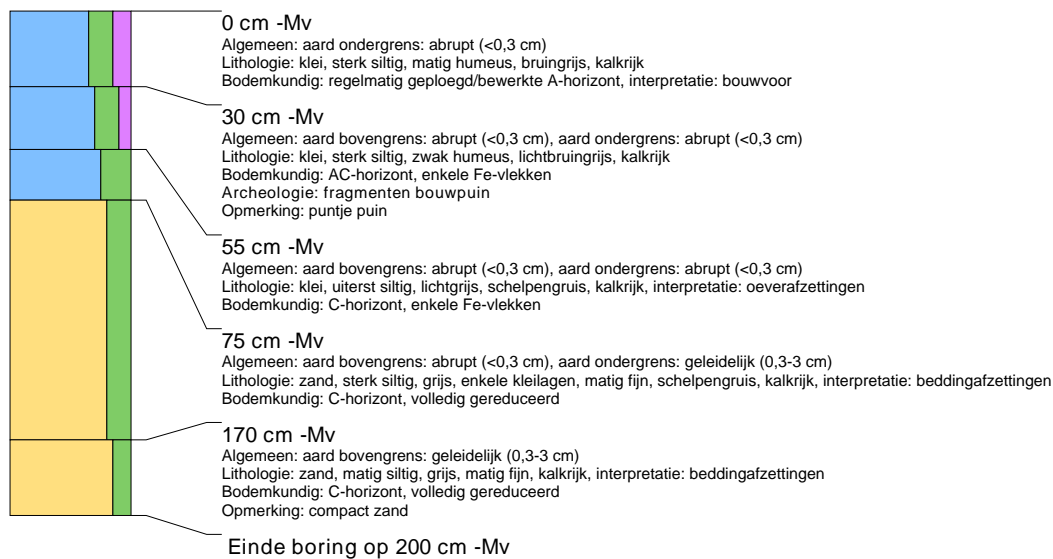 0 cm -Mv
Algemeen: aard ondergrens: abrupt (<0,3 cm)
Lithologie: klei, sterk siltig, matig humeus, bruingrijs, kalkrijk
Bodemkundig: regelmatig geploegd/bewerkte A-horizont, interpretatie: bouwvoor
30 cm -Mv
Algemeen: aard bovengrens: abrupt (<0,3 cm), aard ondergrens: abrupt (<0,3 cm)
Lithologie: klei, sterk siltig, zwak humeus, lichtbruingrijs, kalkrijk
Bodemkundig: AC-horizont, enkele Fe-vlekken
Archeologie: fragmenten bouwpuin
Opmerking: puntje puin
55 cm -Mv
Algemeen: aard bovengrens: abrupt (<0,3 cm), aard ondergrens: abrupt (<0,3 cm)
Lithologie: klei, uiterst siltig, lichtgrijs, schelpengruis, kalkrijk, interpretatie: oeverafzettingen
Bodemkundig: C-horizont, enkele Fe-vlekken
75 cm -Mv
Algemeen: aard bovengrens: abrupt (<0,3 cm), aard ondergrens: geleidelijk (0,3-3 cm)
Lithologie: zand, sterk siltig, grijs, enkele kleilagen, matig fijn, schelpengruis, kalkrijk, interpretatie: beddingafzettingen
Bodemkundig: C-horizont, volledig gereduceerd
170 cm -Mv
Algemeen: aard bovengrens: geleidelijk (0,3-3 cm)
Lithologie: zand, matig siltig, grijs, matig fijn, kalkrijk, interpretatie: beddingafzettingen
Bodemkundig: C-horizont, volledig gereduceerd
Opmerking: compact zand
Einde boring op 200 cm -Mv